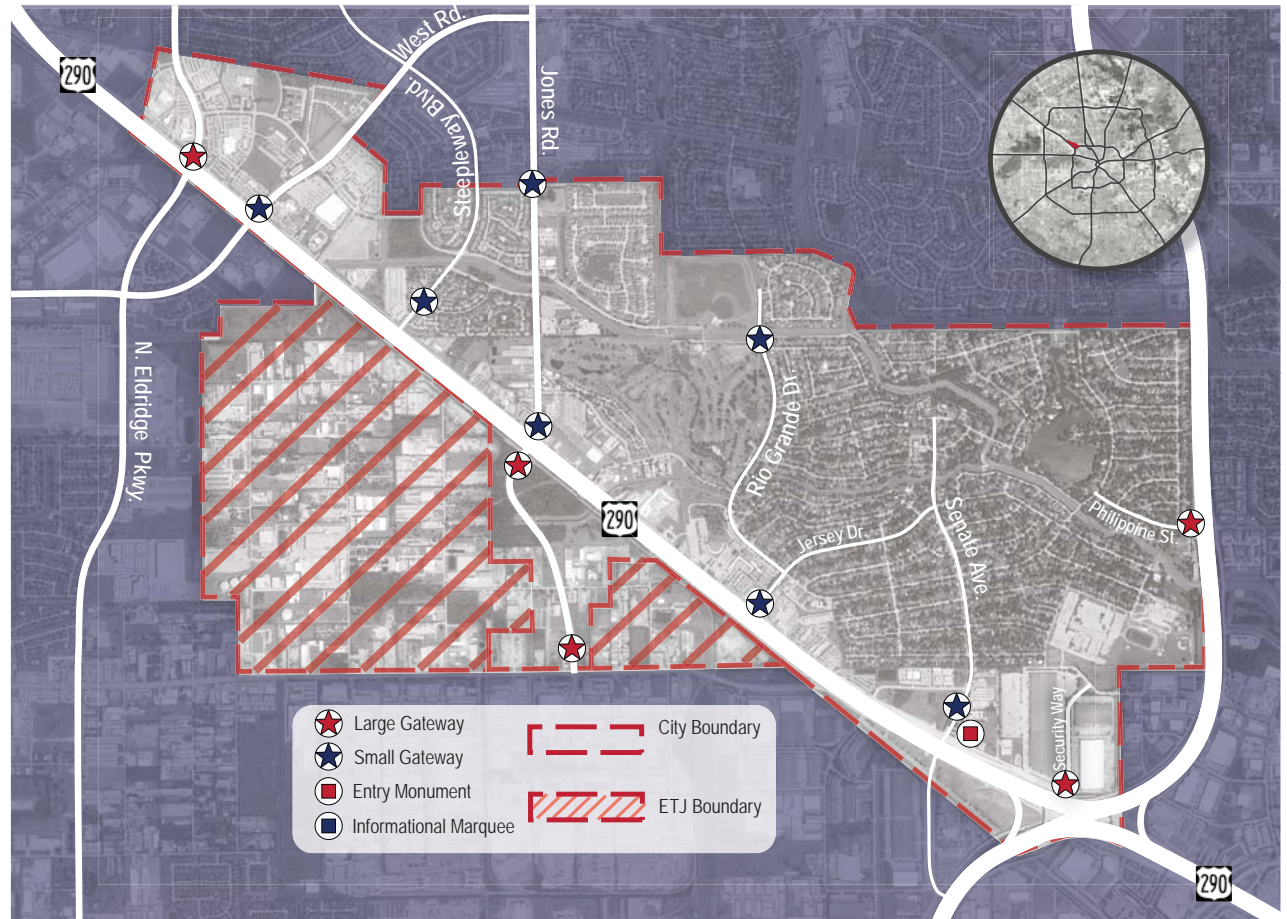 290
West Rd.
Steepleway Blvd.
Jones Rd.
N. Eldridge Pkwy.
Rio Grande Dr.
290
Jersey Dr.
Senate Ave.
Philippine St.
Security Way
Large Gateway
Small Gateway
Entry Monument
Informational Marquee
City Boundary
ETJ Boundary
290